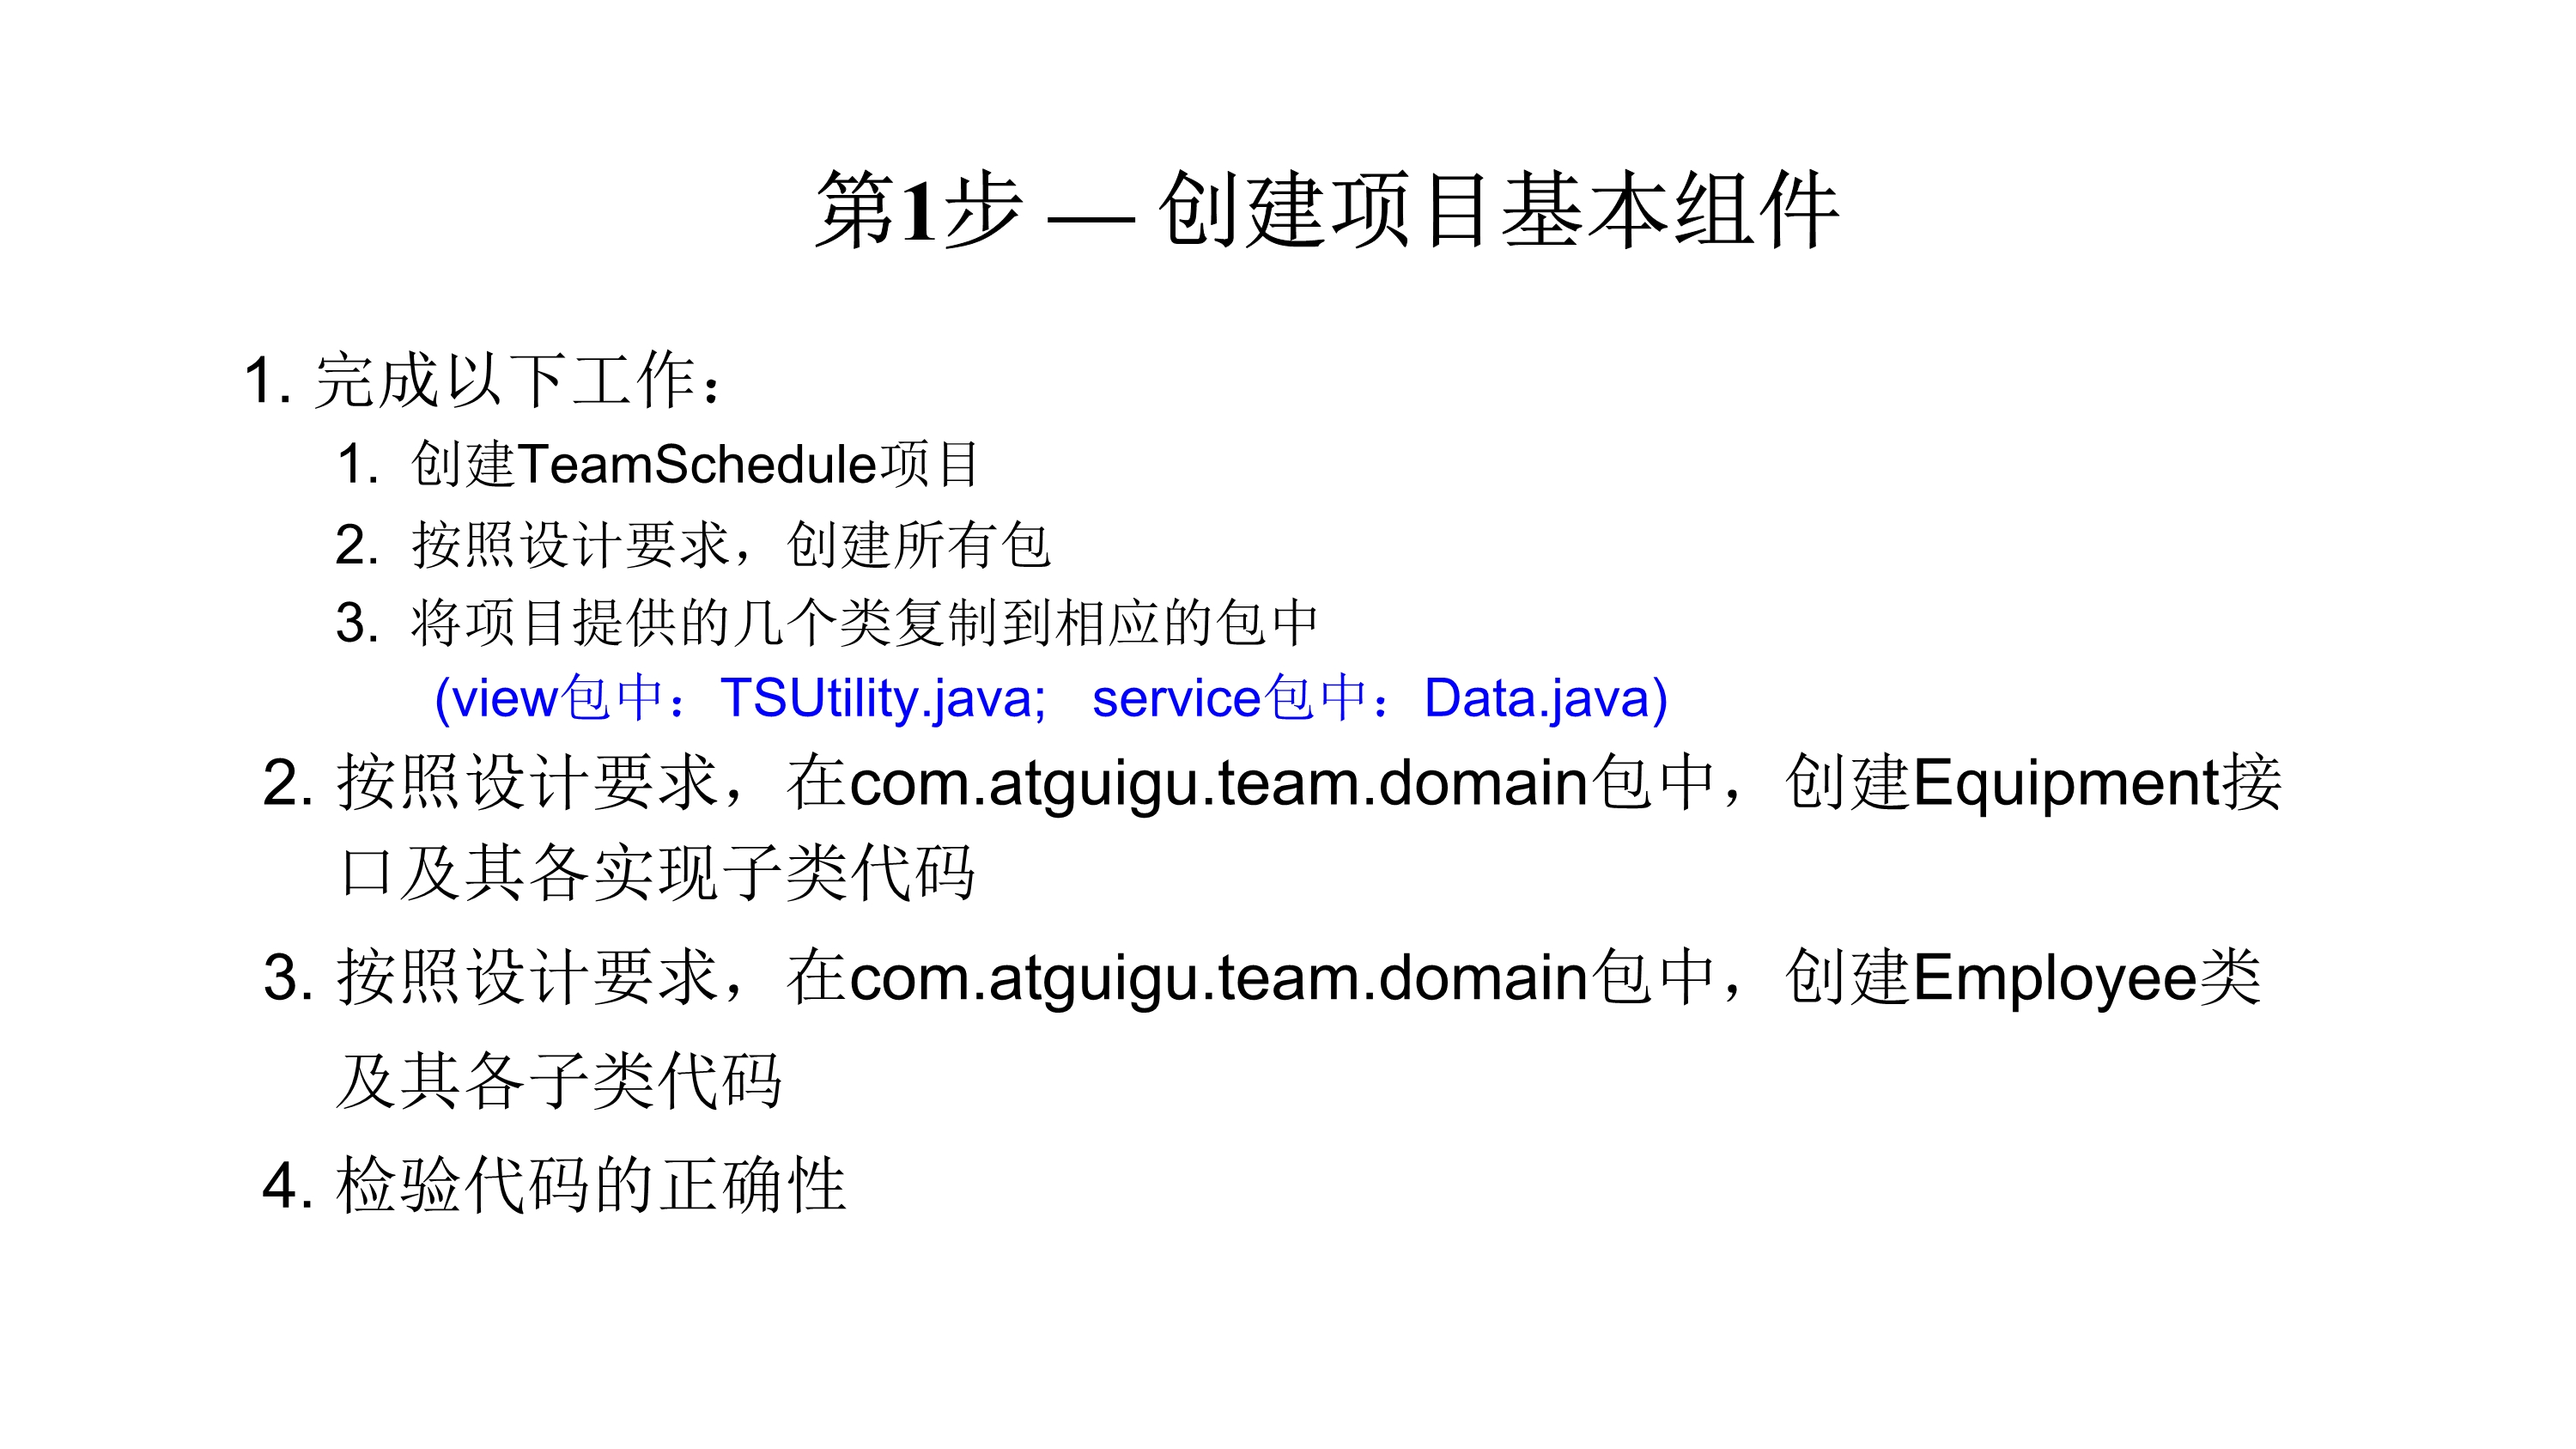 第1步 — 创建项目基本组件
1. 完成以下工作：
1. 创建TeamSchedule项目
2. 按照设计要求，创建所有包
3. 将项目提供的几个类复制到相应的包中
(view包中：TSUtility.java; service包中：Data.java)
2. 按照设计要求，在com.atguigu.team.domain包中，创建Equipment接
口及其各实现子类代码
3. 按照设计要求，在com.atguigu.team.domain包中，创建Employee类
及其各子类代码
4. 检验代码的正确性